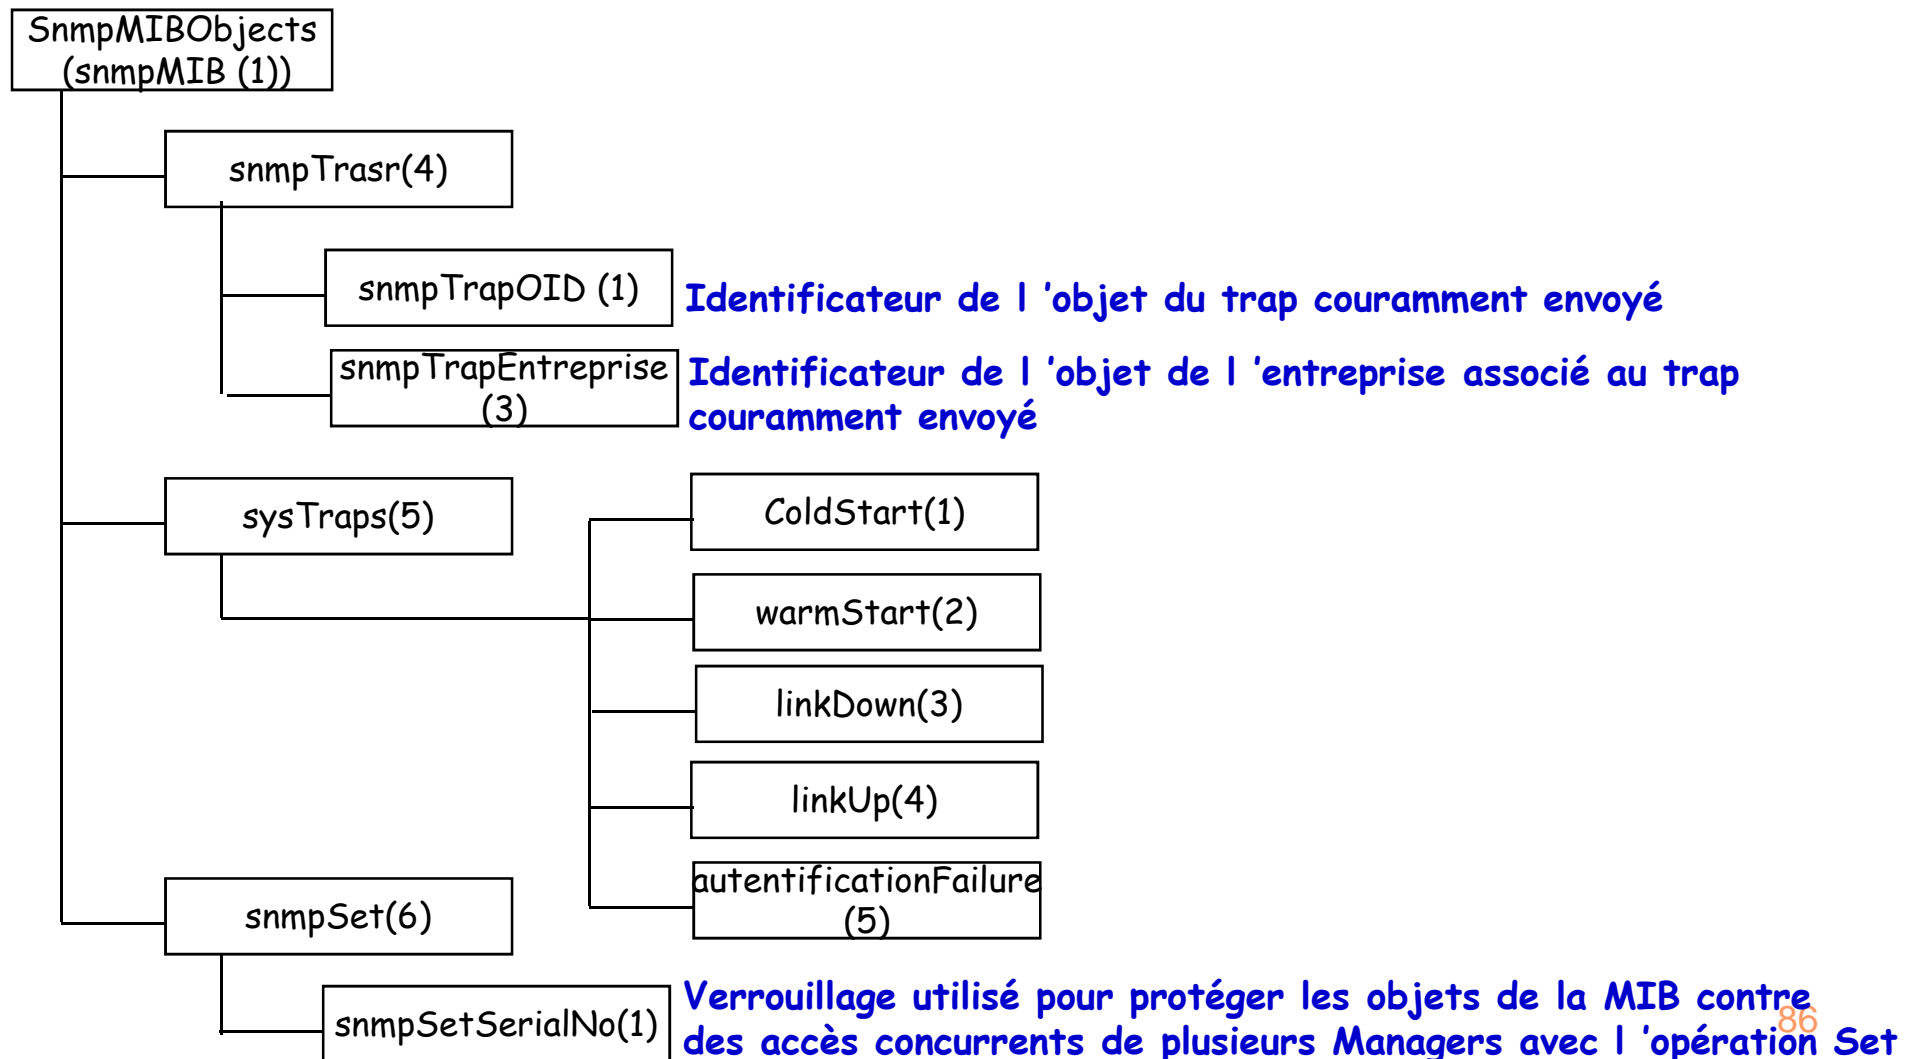 SnmpMIBObjects
(snmpMIB (1))
snmpTrasr(4)
snmpTrapOID (1)
Identificateur de l 'objet du trap couramment envoyé
snmpTrapEntreprise
(3)
Identificateur de l 'objet de l 'entreprise associé au trap
couramment envoyé
sysTraps(5)
ColdStart(1)
warmStart(2)
linkDown(3)
linkUp(4)
autentificationFailure
(5)
snmpSet(6)
snmpSetSerialNo(1)
Verrouillage utilisé pour protéger les objets de la MIB contre
des accès concurrents de plusieurs Managers avec l 'opération Set
86